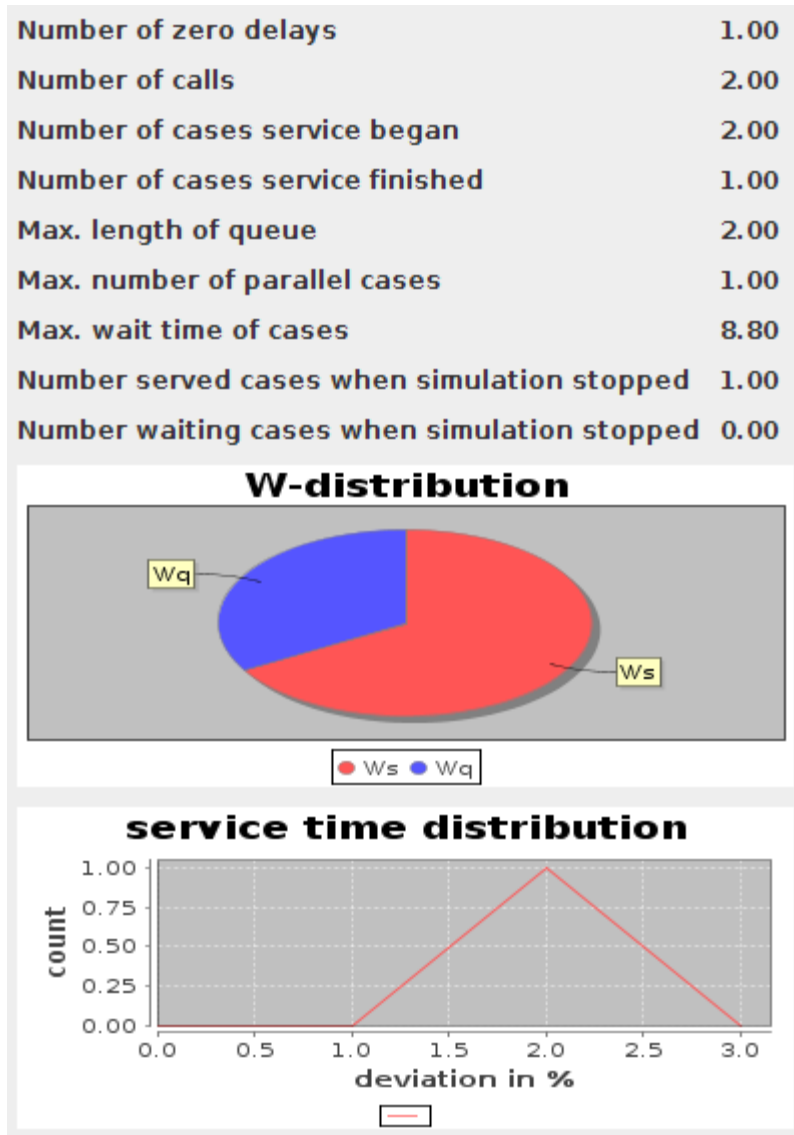 Number of zero delays 1.00
Number of calls 2.00
Number of cases service began 2.00
Number of cases service finished 1.00
Max. length of queue 2.00
Max. number of parallel cases 1.00
Max. wait time of cases 8.80
Number served cases when simulation stopped 1.00
Number waiting cases when simulation stopped 0.00
W-distribution
Wq
Ws
Ws Wq
service time distribution
1.00
0.75
0.50
0.25
0.00
count
0.0 0.5 1.0 1.5 2.0 2.5 3.0
deviation in %